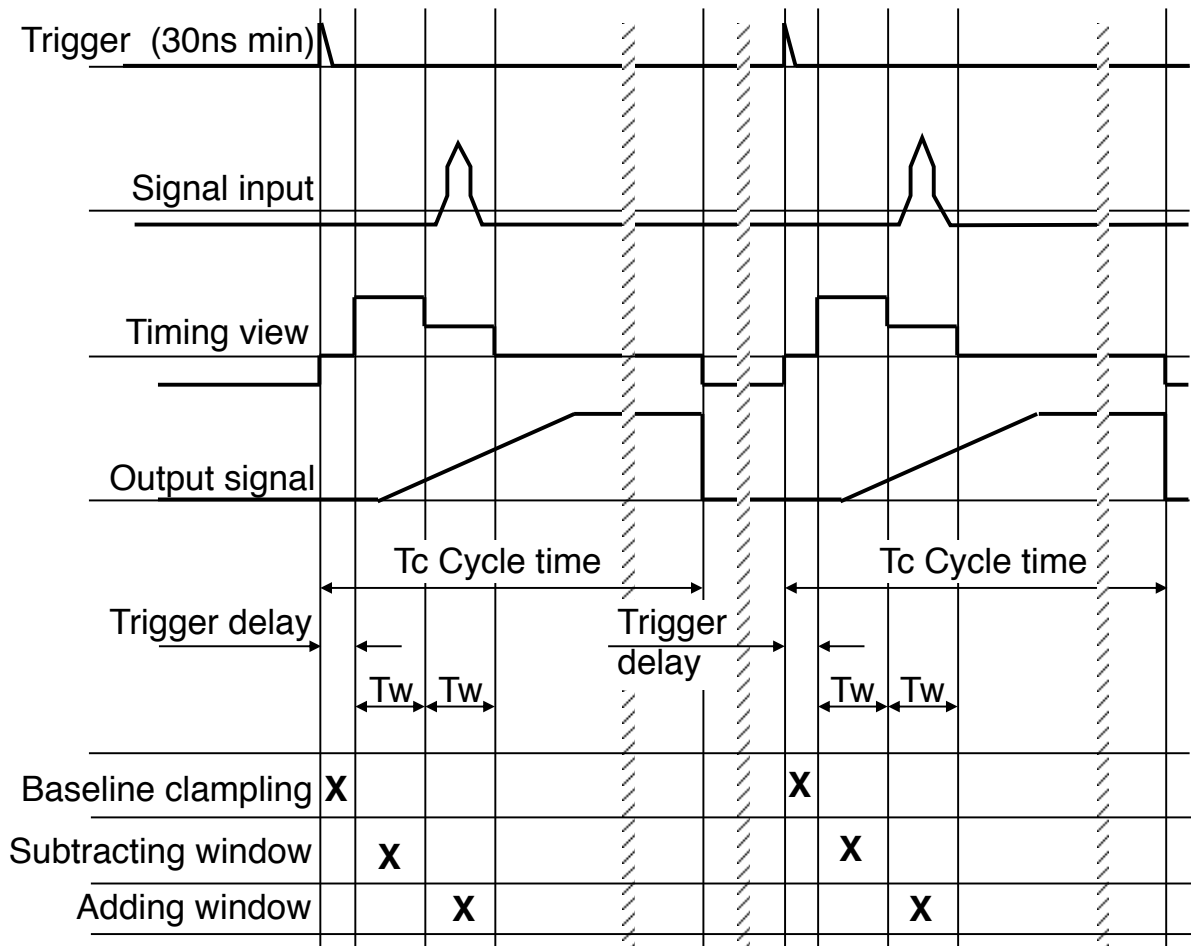 Trigger (30ns min)
Signal input
Timing view
Output signal
Tc Cycle time
Tc Cycle time
Trigger delay
Trigger
delay
Tw
Tw
Tw
Tw
Baseline clamping X X
Subtracting window X X
Adding window X X